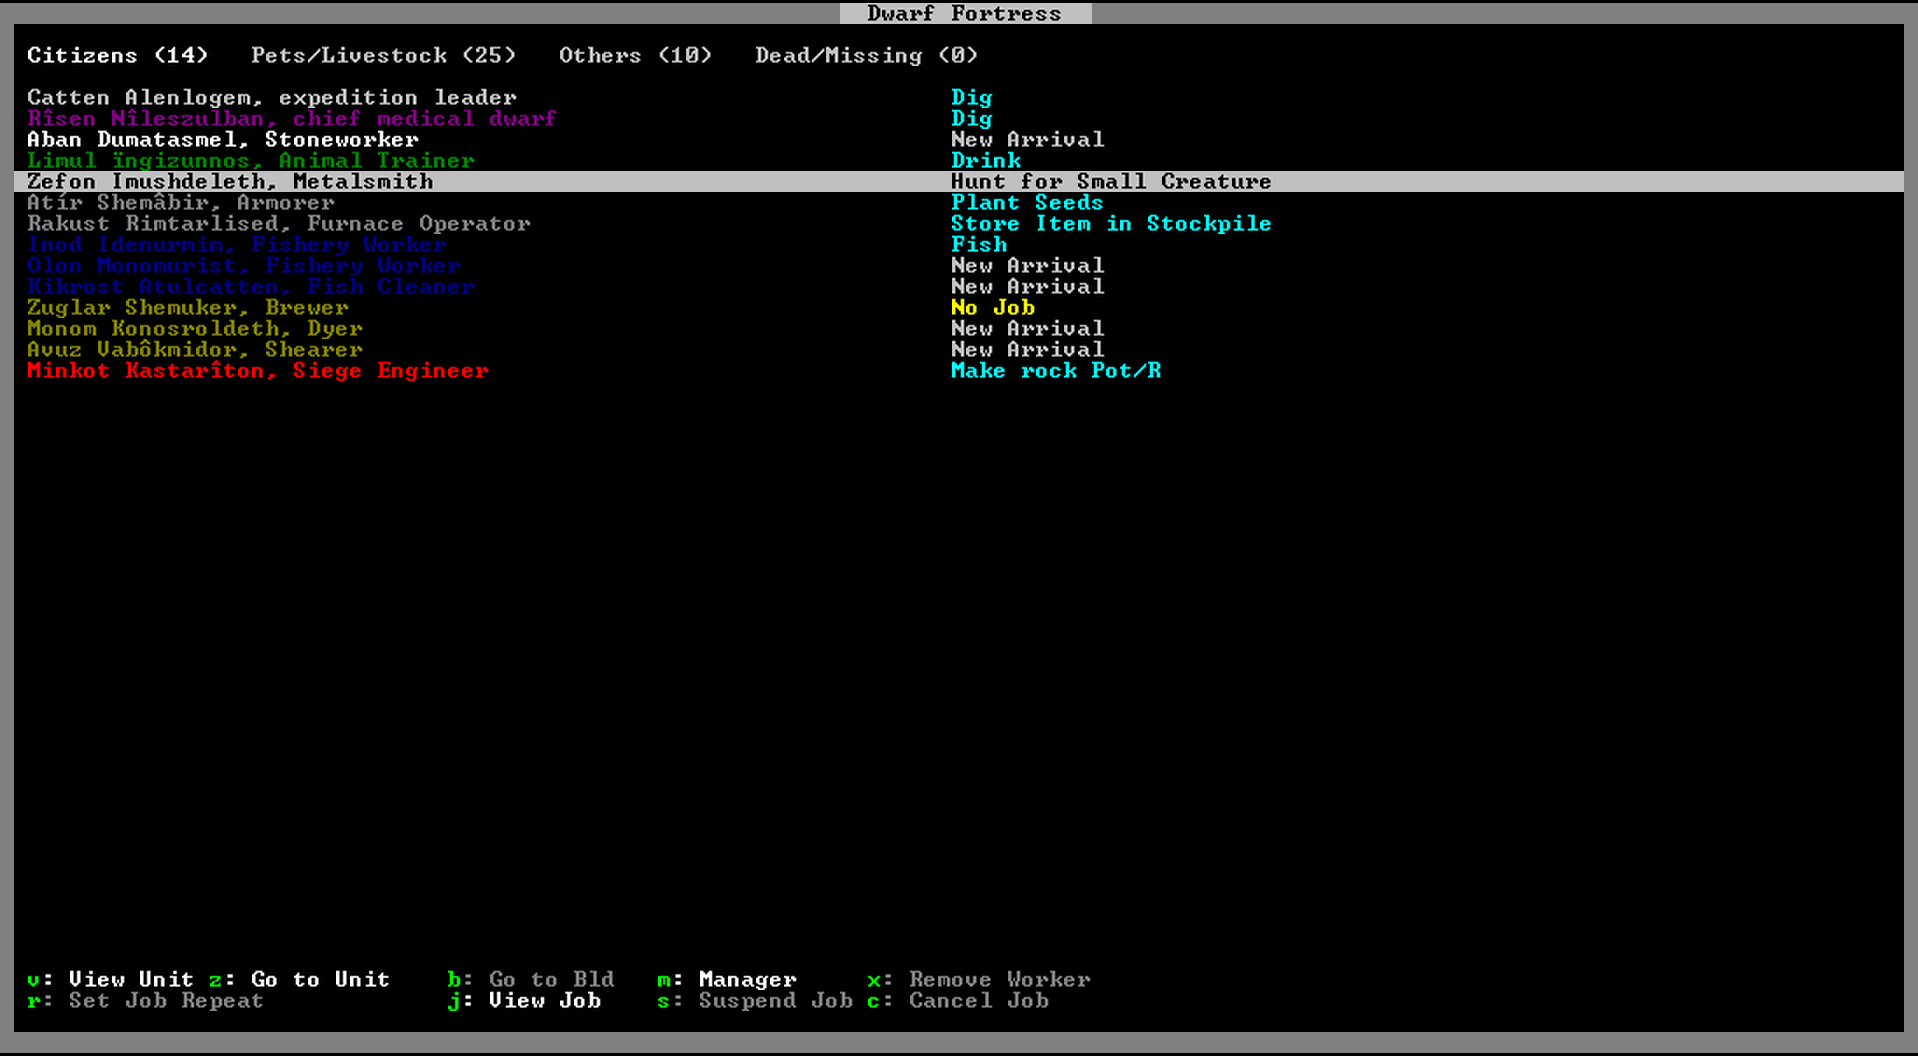 Dwarf Fortress
Citizens (14) Pets/Livestock (25) Others (10) Dead/Missing (0)
Catten Alenlogem, expedition leader Dig
Rîsen Nîleszulban, chief medical dwarf Dig
Aban Dumatasmel, Stoneworker New Arrival
Limul ïngizunnos, Animal Trainer Drink
Zefon Imushdeleth, Metalsmith Hunt for Small Creature
Atír Shemâbir, Armorer Plant Seeds
Rakust Rimtarlised, Furnace Operator Store Item in Stockpile
Inod Idenurmim, Fishery Worker Fish
Olon Monomurist, Fishery Worker New Arrival
Kikrost Atulcatten, Fish Cleaner New Arrival
Zuglar Shemuker, Brewer No Job
Monom Konosroldeth, Dyer New Arrival
Avuz Vabôkmidor, Shearer New Arrival
Minkot Kastarîton, Siege Engineer Make rock Pot/R
v: View Unit z: Go to Unit b: Go to Bld m: Manager x: Remove Worker
r: Set Job Repeat j: View Job s: Suspend Job c: Cancel Job